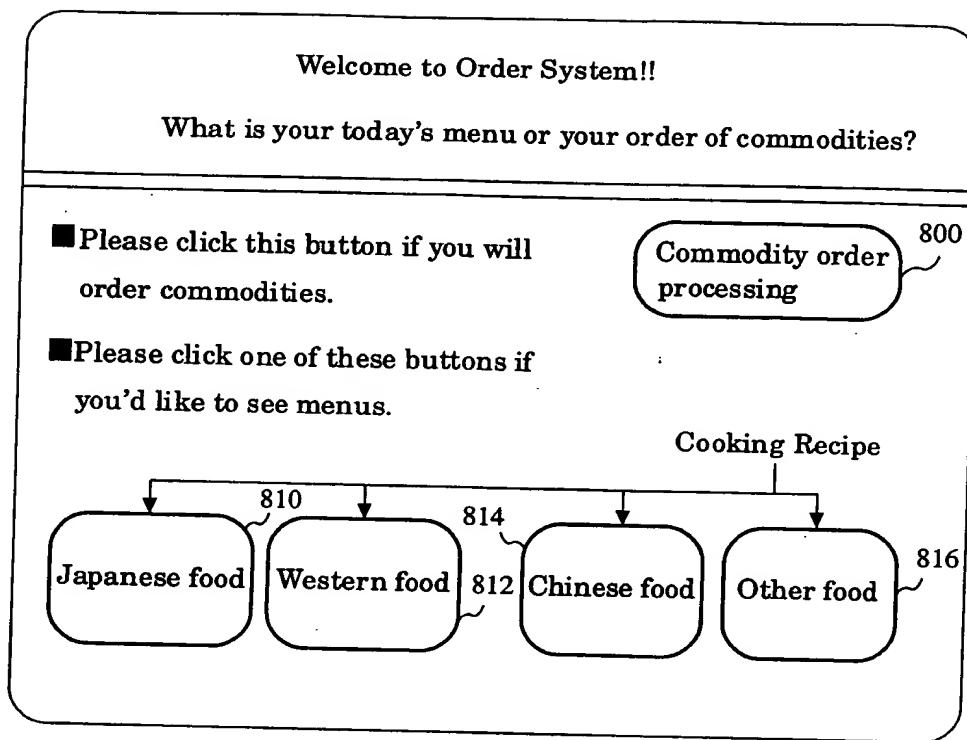 Welcome to Order System!!
What is your today's menu or your order of commodities?
■Please click this button if you will
order commodities.
Commodity order
processing
800
■Please click one of these buttons if
you'd like to see menus.
Cooking Recipe
810
814
Japanese food
Western food
812
Chinese food
Other food
816